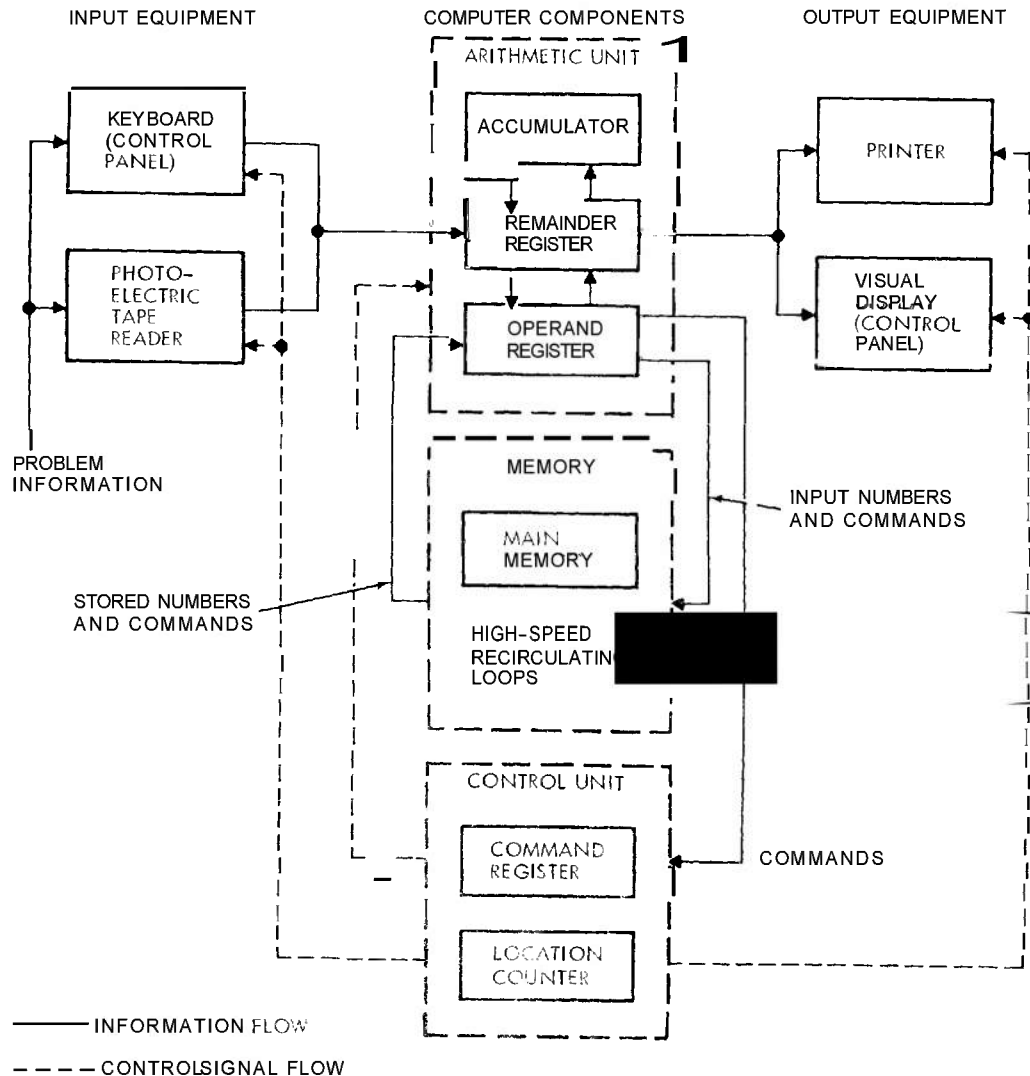 INPUT EQUIPMENT
COMPUTER COMPONENTS
OUTPUT EQUIPMENT
ARITHMETIC UNIT
KEYBOARD
(CONTROL
PANEL)
ACCUMULATOR
PRINTER
REMAINDER
REGISTER
PHOTO-
ELECTRIC
TAPE
READER
VISUAL
DISPLAY
(CONTROL
PANEL)
OPERAND
REGISTER
PROBLEM
INFORMATION
MEMORY
INPUT NUMBERS
AND COMMANDS
MAIN
MEMORY
STORED NUMBERS
AND COMMANDS
HIGH-SPEED
RECIRCULATIN
LOOPS
CONTROL UNIT
COMMAND
REGISTER
COMMANDS
LOCATION
COUNTER
INFORMATION FLOW
CONTROLSIGNAL FLOW